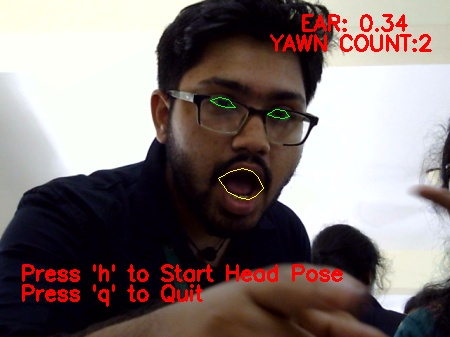 EAR: 0.34
YAWN COUNT:2
Press 'h' to Start Head Pose
Press 'q' to Quit